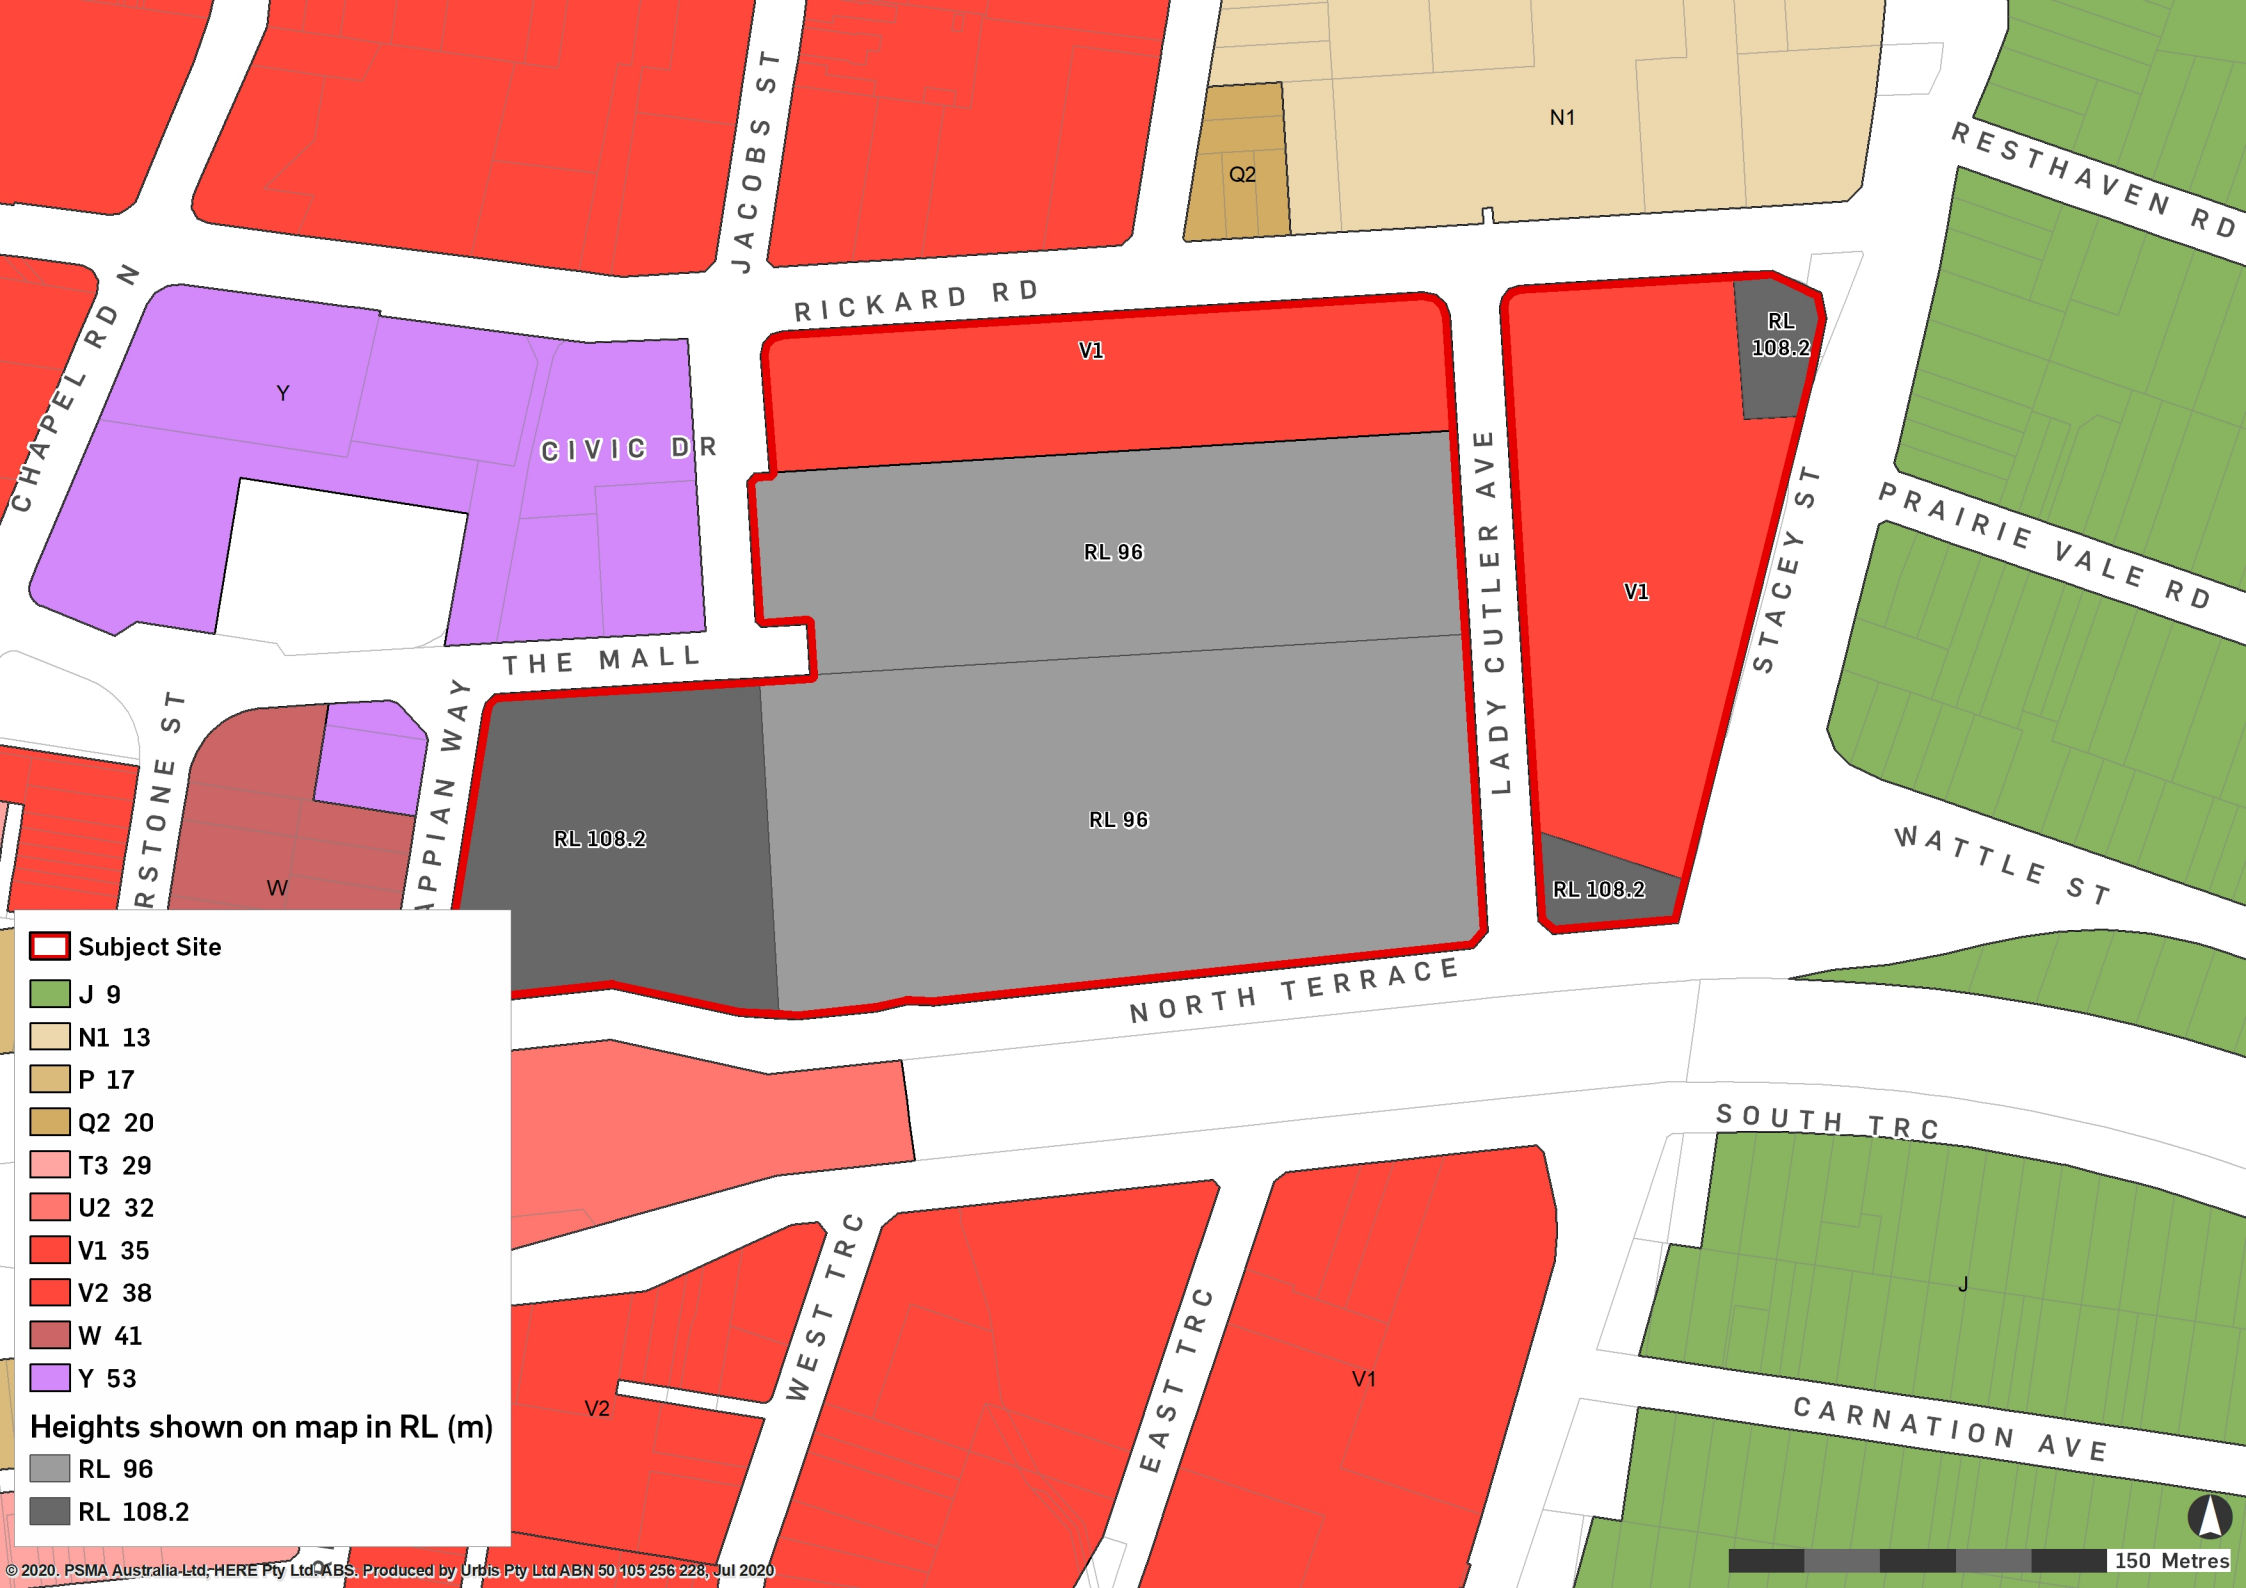 JACOBS ST
N1
RESTHAVEN RD
Q2
CHAPEL RD N
RICKARD RD
V1
RL
108.2
Y
CIVIC DR
LADY CUTLER AVE
STACEY ST
PRAIRIE VALE RD
RL 96
V1
THE MALL
RSTONE ST
APPIAN WAY
RL 108.2
RL 96
W
RL 108.2
WATTLE ST
NORTH TERRACE
SOUTH TRC
WEST TRC
EAST TRC
J
V1
V2
CARNATION AVE
Subject Site
J 9
N1 13
P 17
Q2 20
T3 29
U2 32
V1 35
V2 38
W 41
Y 53
Heights shown on map in RL (m)
RL 96
RL 108.2
150 Metres
© 2020. PSMA Australia Ltd, HERE Pty Ltd. ABS. Produced by Urbis Pty Ltd ABN 50 105 256 228, Jul 2020